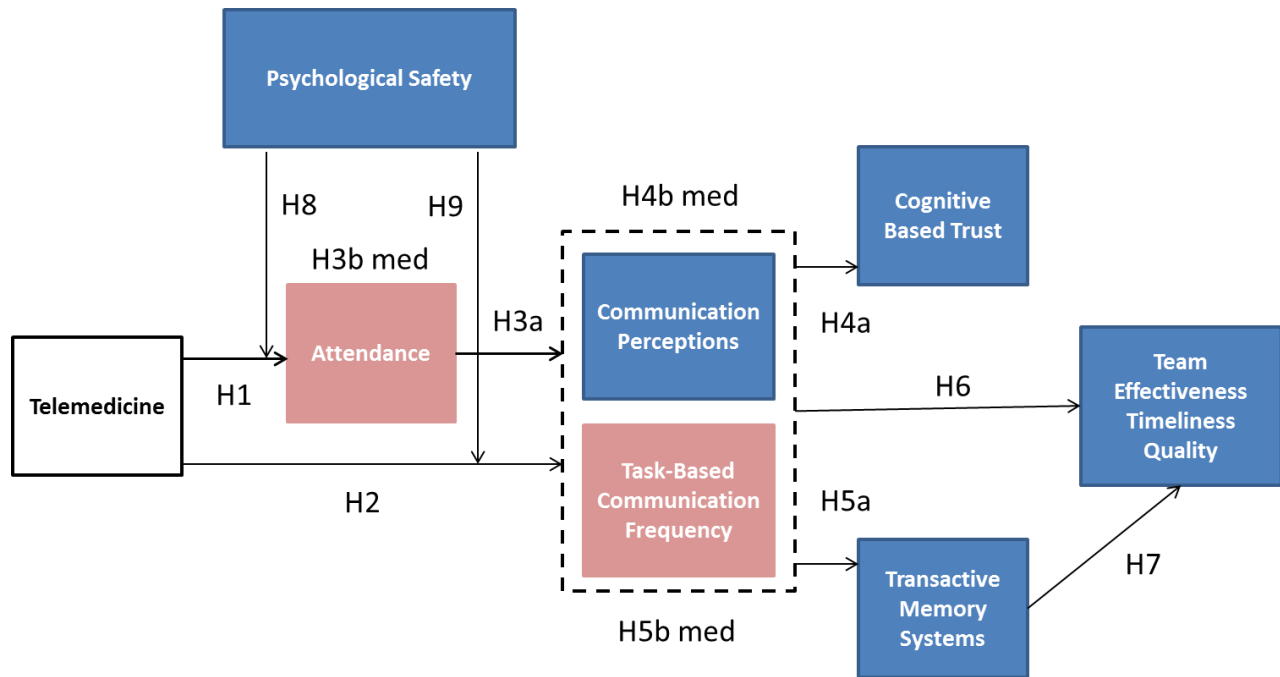 Psychological Safety
H8
H9
H3b med
H4b med
Cognitive
Based Trust
Telemedicine
H1
Attendance
H3a
Communication
Perceptions
H4a
H2
Task-Based
Communication
Frequency
H6
Team
Effectiveness
Timeliness
Quality
H5a
H5b med
Transactive
Memory
Systems
H7